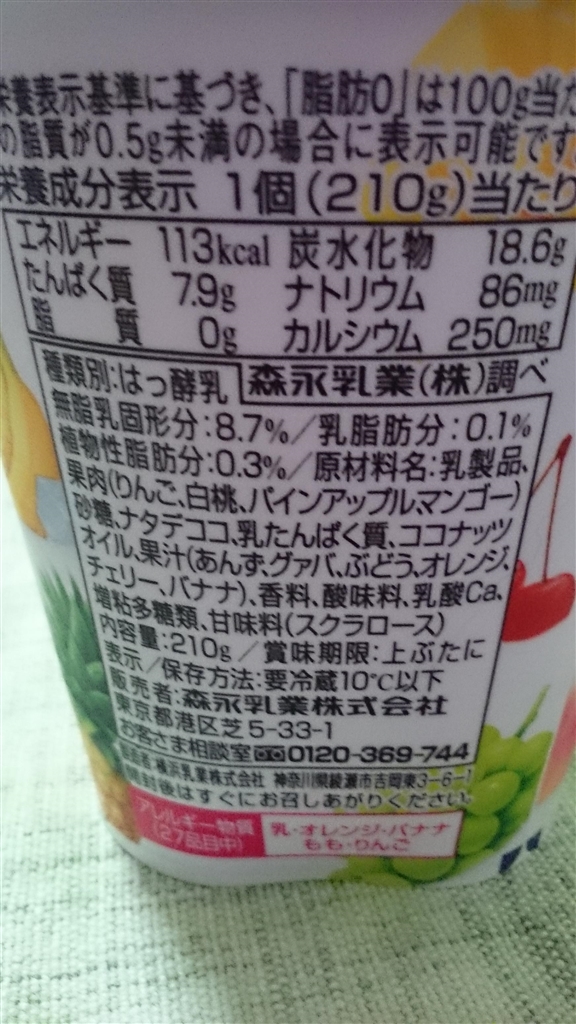 栄養表示基準に基づき、「脂肪0」は100g当た
の脂質が0.5g未満の場合に表示可能です
栄養成分表示 1個(210g)当たり
エネルギー 113kcal 炭水化物 18.6g
たんぱく質 7.9g ナトリウム 86mg
脂質 0g カルシウム 250mg
種類別:はっ酵乳 森永乳業(株)調べ
無脂乳固形分:8.7%/乳脂肪分:0.1%
植物性脂肪分:0.3%/原材料名:乳製品、
果肉(りんご、白桃、パインアップル、マンゴー)
砂糖、ナタデココ、乳たんぱく質、ココナッツ
オイル、果汁(あんず、グァバ、ぶどう、オレンジ、
チェリー、バナナ)、香料、酸味料、乳酸Ca、
増粘多糖類、甘味料(スクラロース)
内容量:210g/賞味期限:上ぶたに
表示/保存方法:要冷蔵10℃以下
販売者:森永乳業株式会社
東京都港区芝5-33-1
お客さま相談室 0120-369-744
製造者:横浜乳業株式会社 神奈川県綾瀬市吉岡東3-6-1
開封後はすぐにお召しあがりください。
アレルギー物質 乳・オレンジ・バナナ
(27品目中) もも・りんご